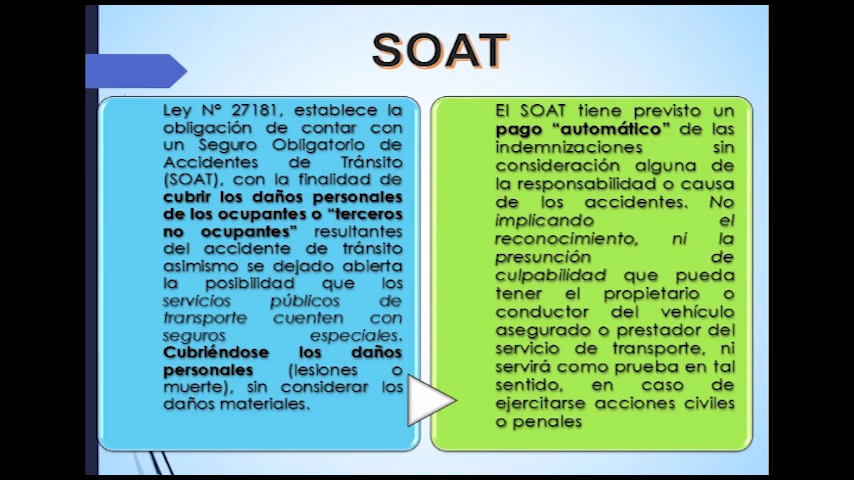 SOAT
Ley Nº 27181, establece la
obligación de contar con
un Seguro Obligatorio de
Accidentes de Tránsito
(SOAT), con la finalidad de
cubrir los daños personales
de los ocupantes o "terceros
no ocupantes" resultantes
del accidente de tránsito
asimismo se dejado abierta
la posibilidad que los
servicios públicos de
transporte cuenten con
seguros especiales.
Cubriéndose los daños
personales (lesiones o
muerte), sin considerar los
daños materiales.
El SOAT tiene previsto un
pago "automático" de las
indemnizaciones sin
consideración alguna de
la responsabilidad o causa
de los accidentes. No
implicando el
reconocimiento, ni la
presunción de
culpabilidad que pueda
tener el propietario o
conductor del vehículo
asegurado o prestador del
servicio de transporte, ni
servirá como prueba en tal
sentido, en caso de
ejercitarse acciones civiles
o penales